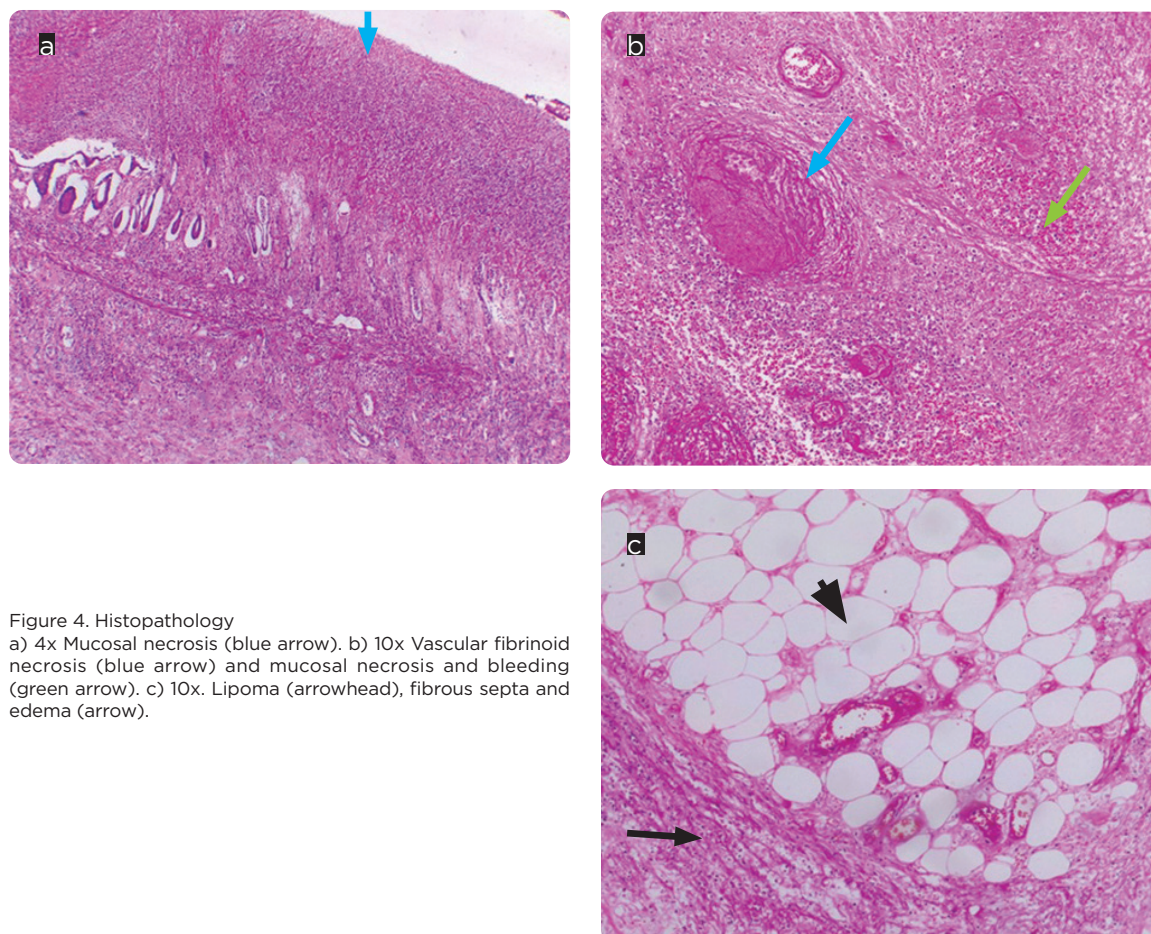 a
b
c
Figure 4. Histopathology
a) 4x Mucosal necrosis (blue arrow). b) 10x Vascular fibrinoid
necrosis (blue arrow) and mucosal necrosis and bleeding
(green arrow). c) 10x. Lipoma (arrowhead), fibrous septa and
edema (arrow).